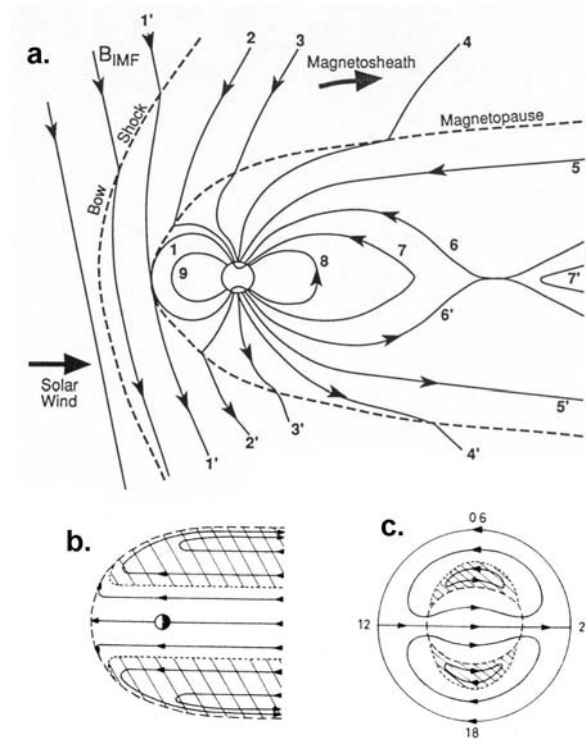 a.
1'
2
3
4
B_IMF
Magnetosheath
Shock
Magnetopause
Bow
5
1
6
9
8
7
7'
6'
Solar
Wind
5'
1'
2'
3'
4'
b.
c.
06
12
2
18